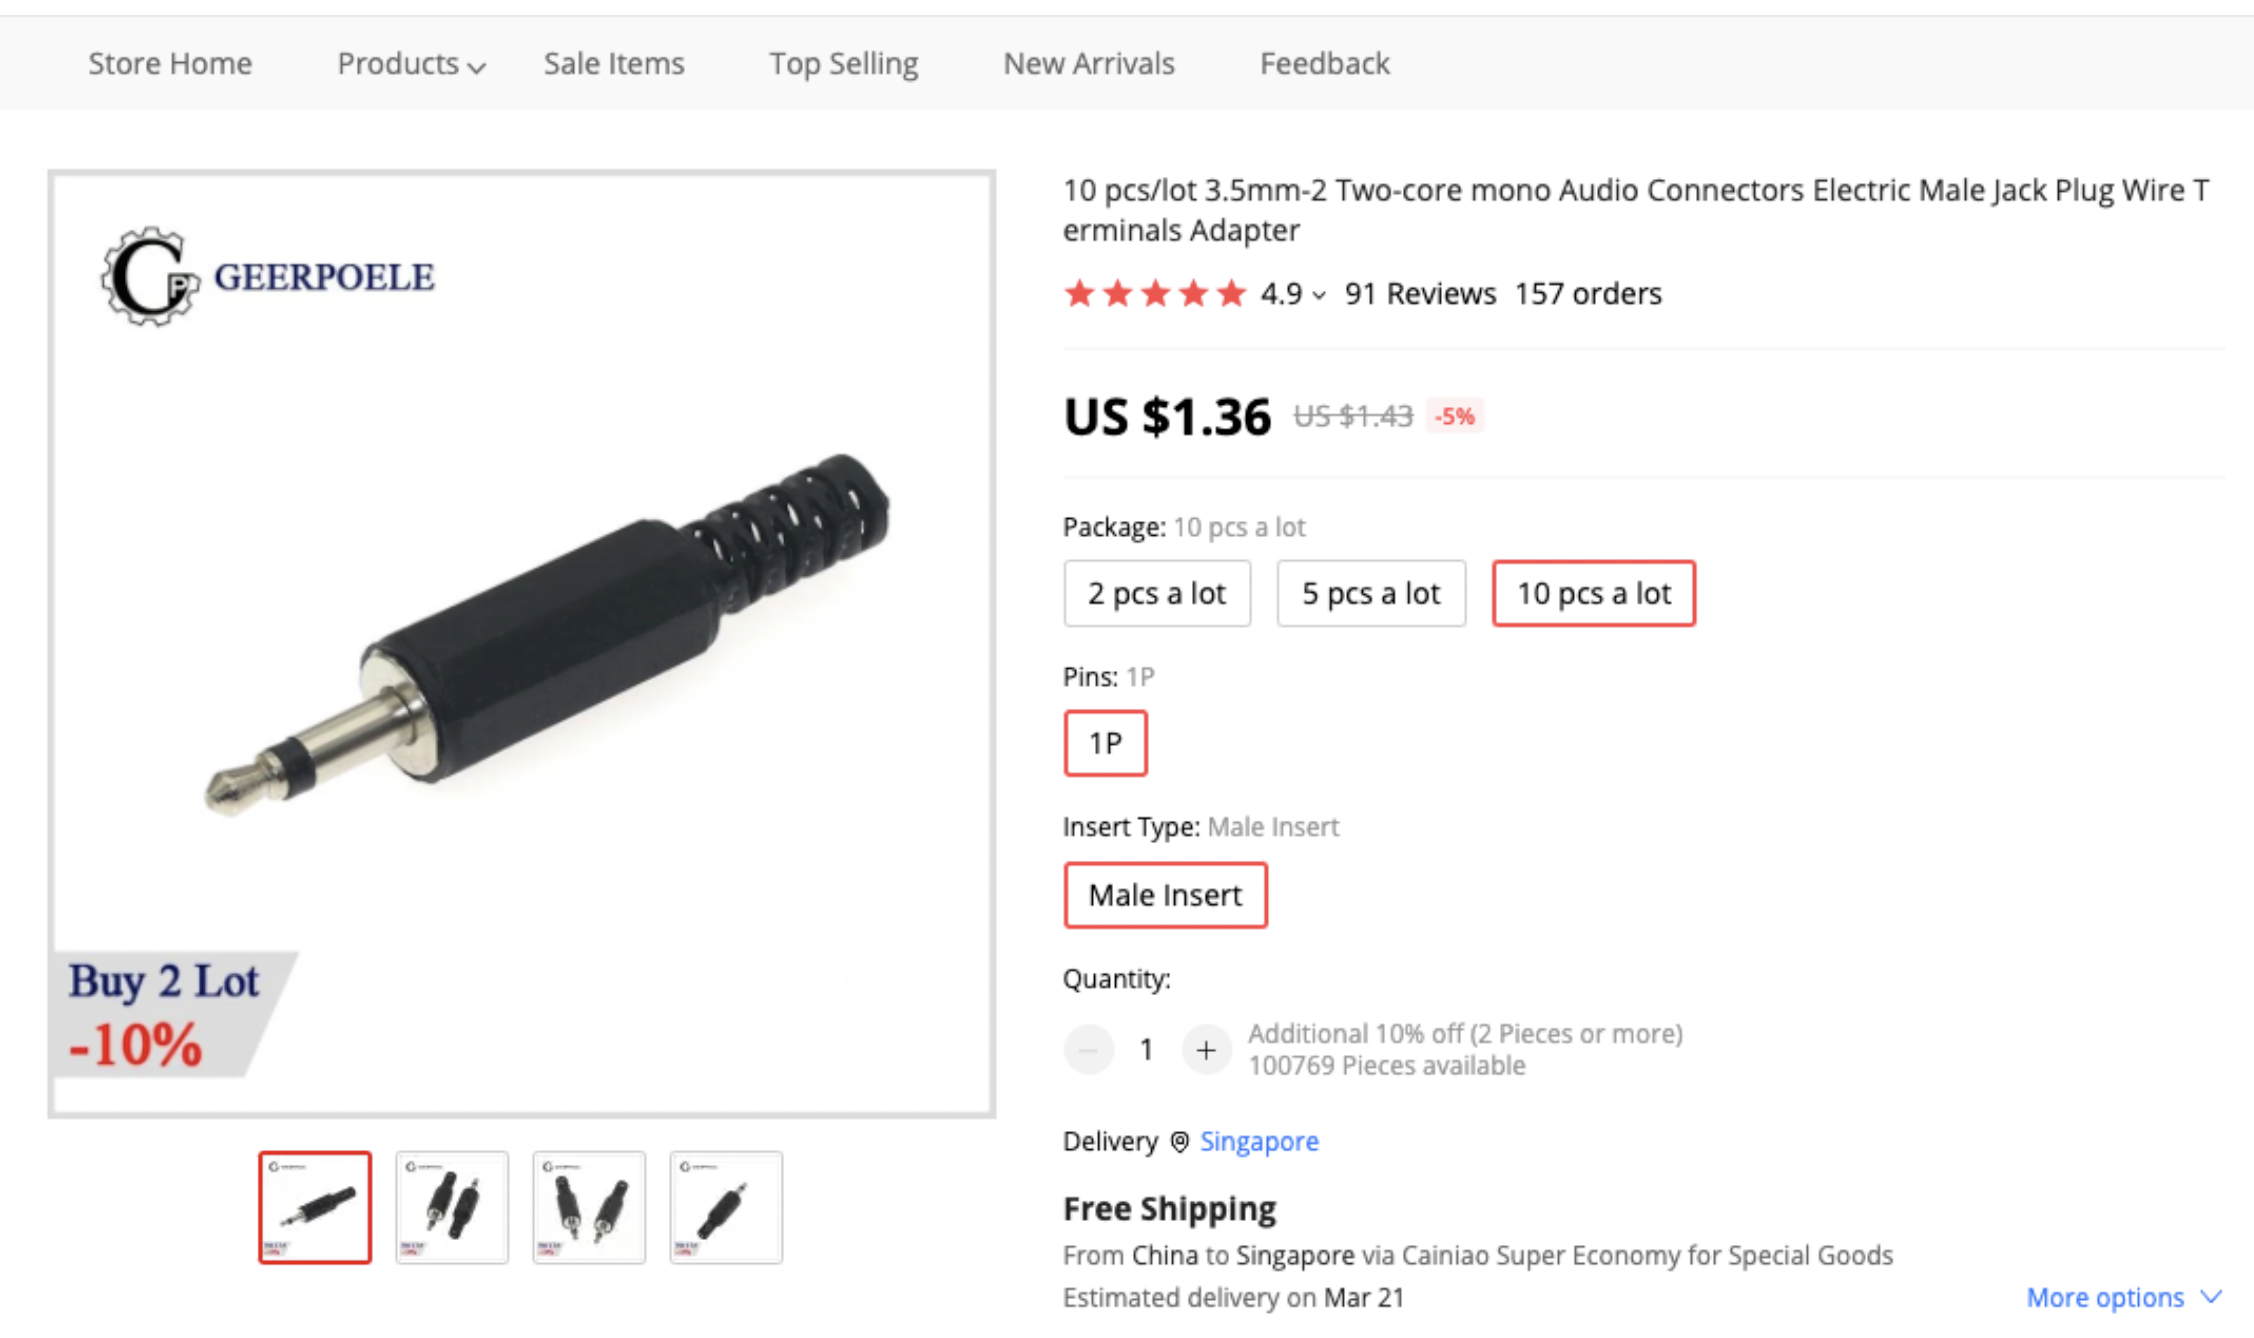 Store Home Products Sale Items Top Selling New Arrivals Feedback
GEERPOELE
Buy 2 Lot
-10%
10 pcs/lot 3.5mm-2 Two-core mono Audio Connectors Electric Male Jack Plug Wire T
erminals Adapter
4.9 91 Reviews 157 orders
US $1.36 US $1.43 -5%
Package: 10 pcs a lot
2 pcs a lot 5 pcs a lot 10 pcs a lot
Pins: 1P
1P
Insert Type: Male Insert
Male Insert
Quantity:
1
Additional 10% off (2 Pieces or more)
100769 Pieces available
Delivery Singapore
Free Shipping
From China to Singapore via Cainiao Super Economy for Special Goods
Estimated delivery on Mar 21
More options